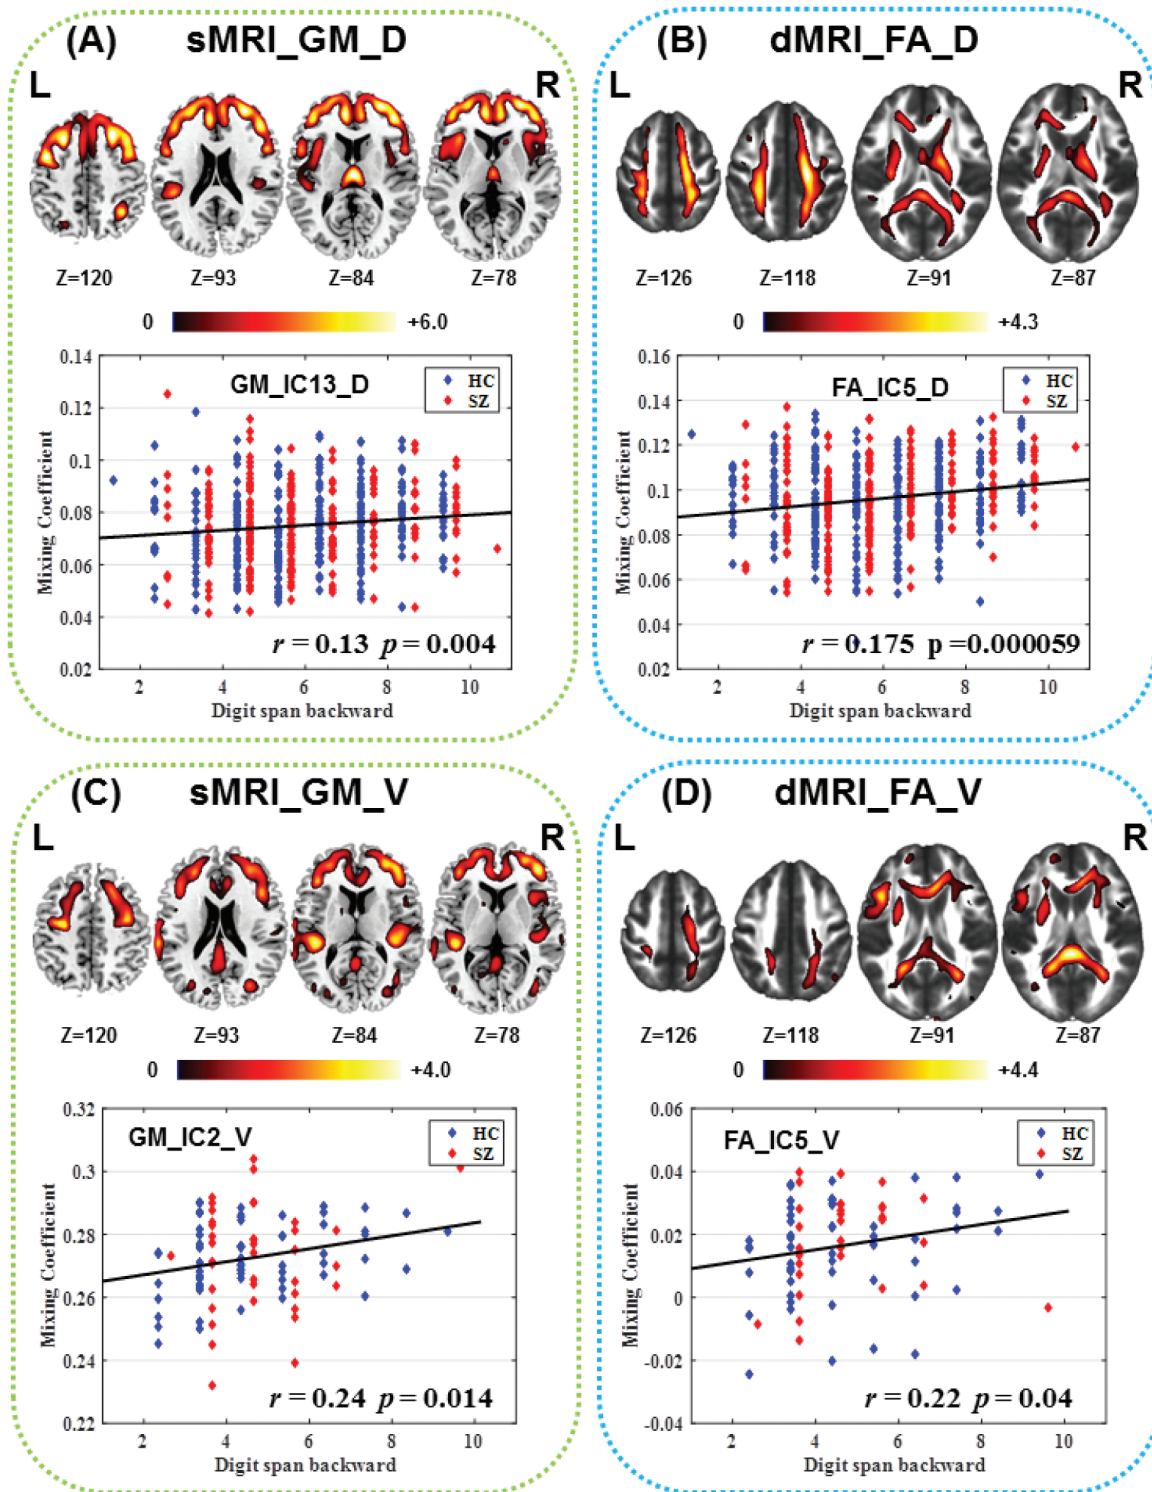 (A) sMRI_GM_D
L R
Z=120 Z=93 Z=84 Z=78
0 +6.0
GM_IC13_D
HC
SZ
Mixing Coefficient
0.14
0.12
0.1
0.08
0.06
0.04
0.02
r = 0.13 p = 0.004
2 4 6 8 10
Digit span backward
(B) dMRI_FA_D
L R
Z=126 Z=118 Z=91 Z=87
0 +4.3
FA_IC5_D
HC
SZ
Mixing Coefficient
0.16
0.14
0.12
0.1
0.08
0.06
0.04
0.02
r = 0.175 p =0.000059
2 4 6 8 10
Digit span backward
(C) sMRI_GM_V
L R
Z=120 Z=93 Z=84 Z=78
0 +4.0
GM_IC2_V
HC
SZ
Mixing Coefficient
0.32
0.3
0.28
0.26
0.24
0.22
r = 0.24 p = 0.014
2 4 6 8 10
Digit span backward
(D) dMRI_FA_V
L R
Z=126 Z=118 Z=91 Z=87
0 +4.4
FA_IC5_V
HC
SZ
Mixing Coefficient
0.06
0.04
0.02
0
-0.02
-0.04
r = 0.22 p = 0.04
2 4 6 8 10
Digit span backward